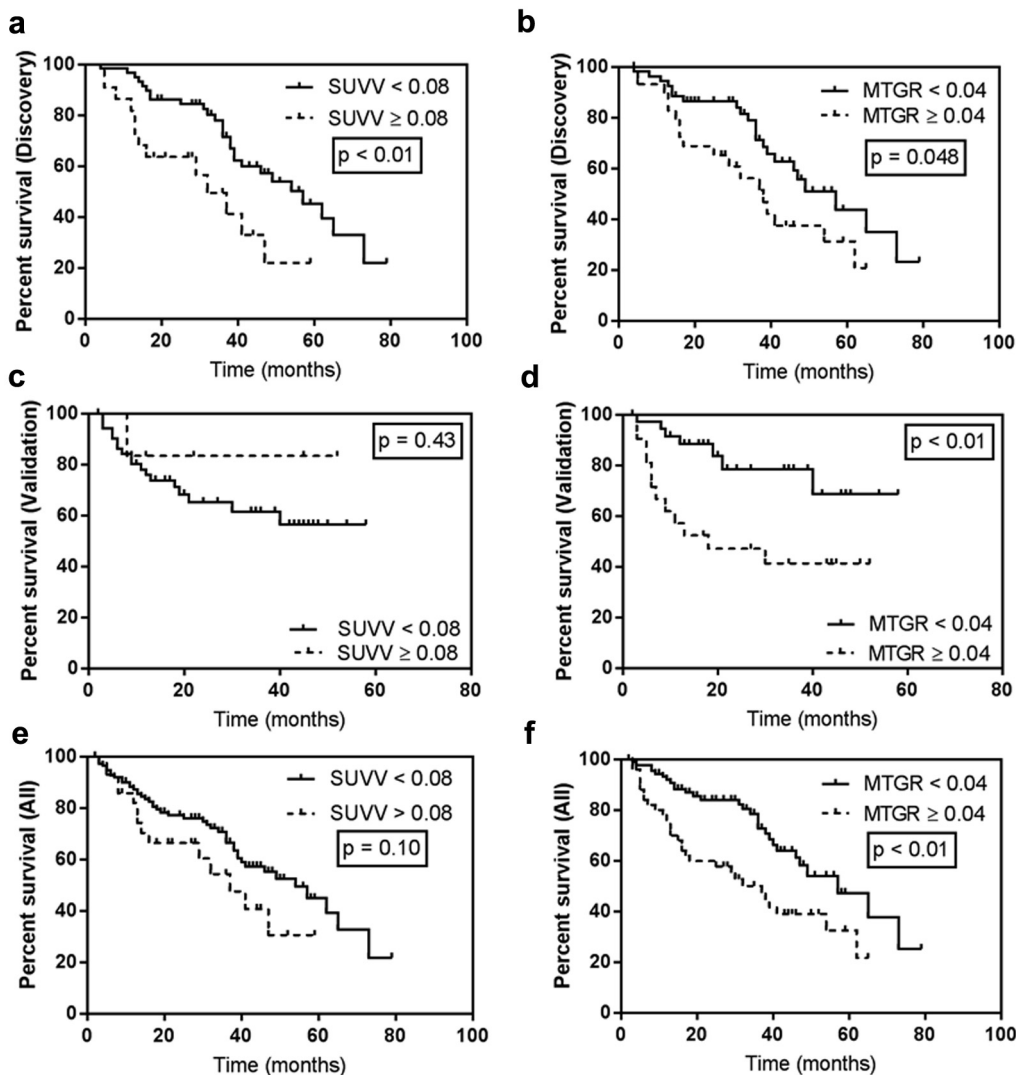 a
Percent survival (Discovery)
100
80
60
40
20
0
SUVV < 0.08
SUVV ≥ 0.08
p < 0.01
0 20 40 60 80 100
Time (months)
b
Percent survival (Discovery)
100
80
60
40
20
0
MTGR < 0.04
MTGR ≥ 0.04
p = 0.048
0 20 40 60 80 100
Time (months)
c
Percent survival (Validation)
100
80
60
40
20
0
p = 0.43
SUVV < 0.08
SUVV ≥ 0.08
0 20 40 60 80
Time (months)
d
Percent survival (Validation)
100
80
60
40
20
0
p < 0.01
MTGR < 0.04
MTGR ≥ 0.04
0 20 40 60 80
Time (months)
e
Percent survival (All)
100
80
60
40
20
0
SUVV < 0.08
SUVV > 0.08
p = 0.10
0 20 40 60 80 100
Time (months)
f
Percent survival (All)
100
80
60
40
20
0
MTGR < 0.04
MTGR ≥ 0.04
p < 0.01
0 20 40 60 80 100
Time (months)